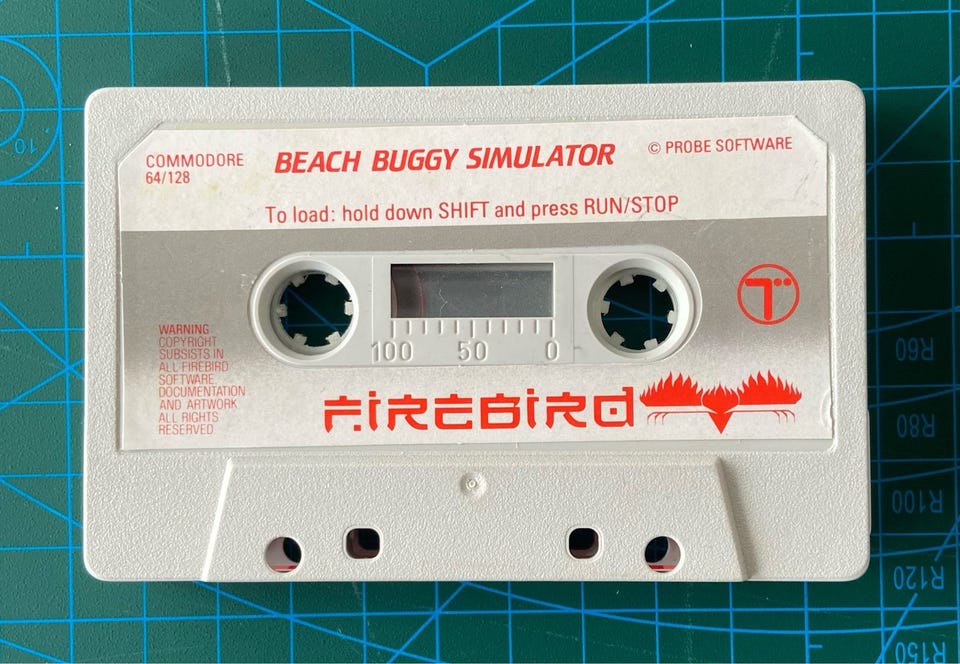 COMMODORE
64/128
BEACH BUGGY SIMULATOR
© PROBE SOFTWARE
To load: hold down SHIFT and press RUN/STOP
100 50 0
WARNING
COPYRIGHT
SUBSISTS IN
ALL FIREBIRD
SOFTWARE,
DOCUMENTATION
AND ARTWORK
ALL RIGHTS
RESERVED
FIREBIRD
10
R60
R80
R100
R120
R150